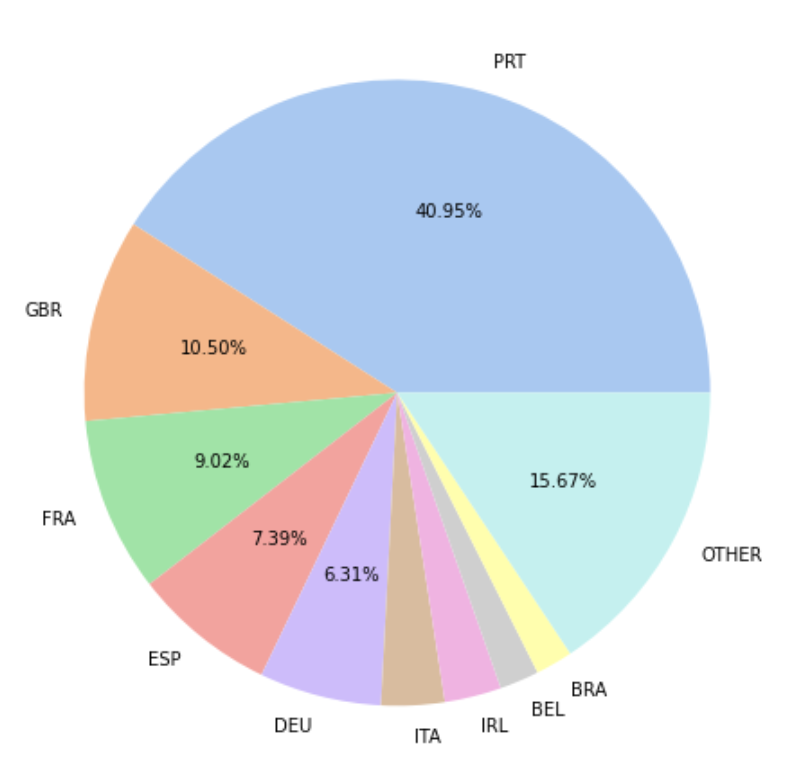 PRT
40.95%
GBR
10.50%
9.02%
15.67%
FRA
7.39%
OTHER
6.31%
ESP
BRA
BEL
DEU
IRL
ITA